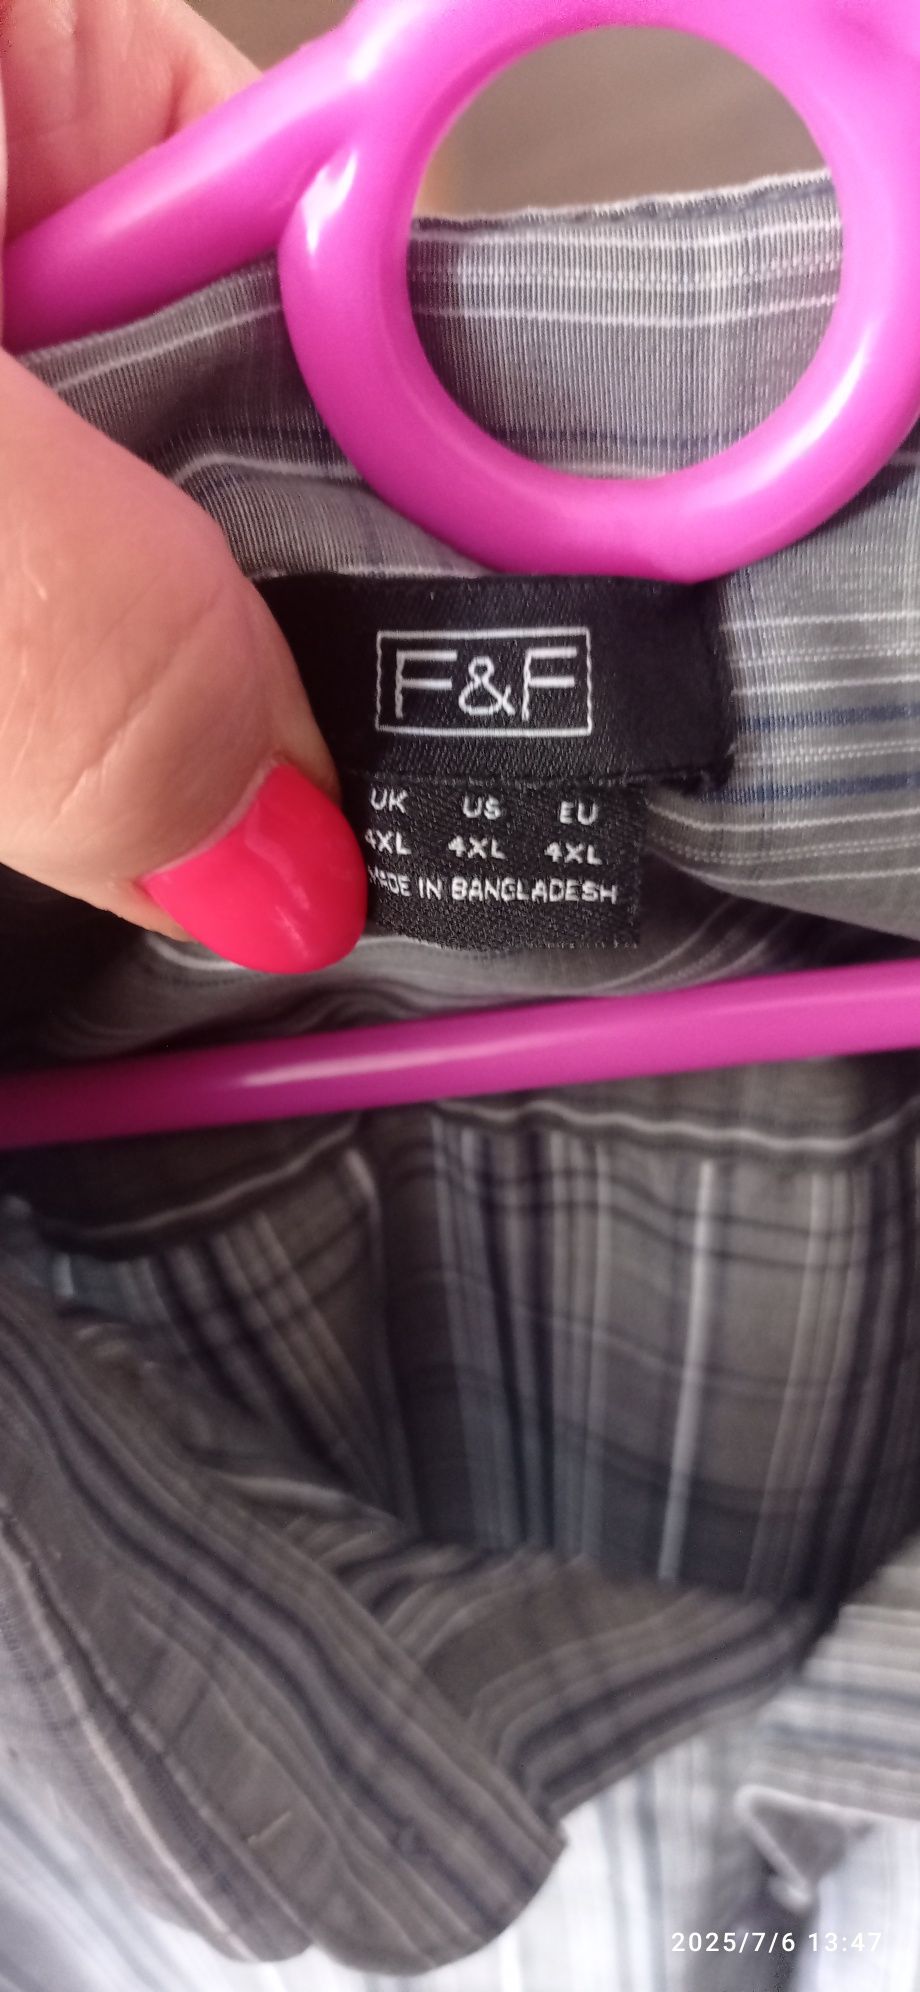 F&F
UK US EU
4XL 4XL 4XL
MADE IN BANGLADESH
2025/7/6 13:47